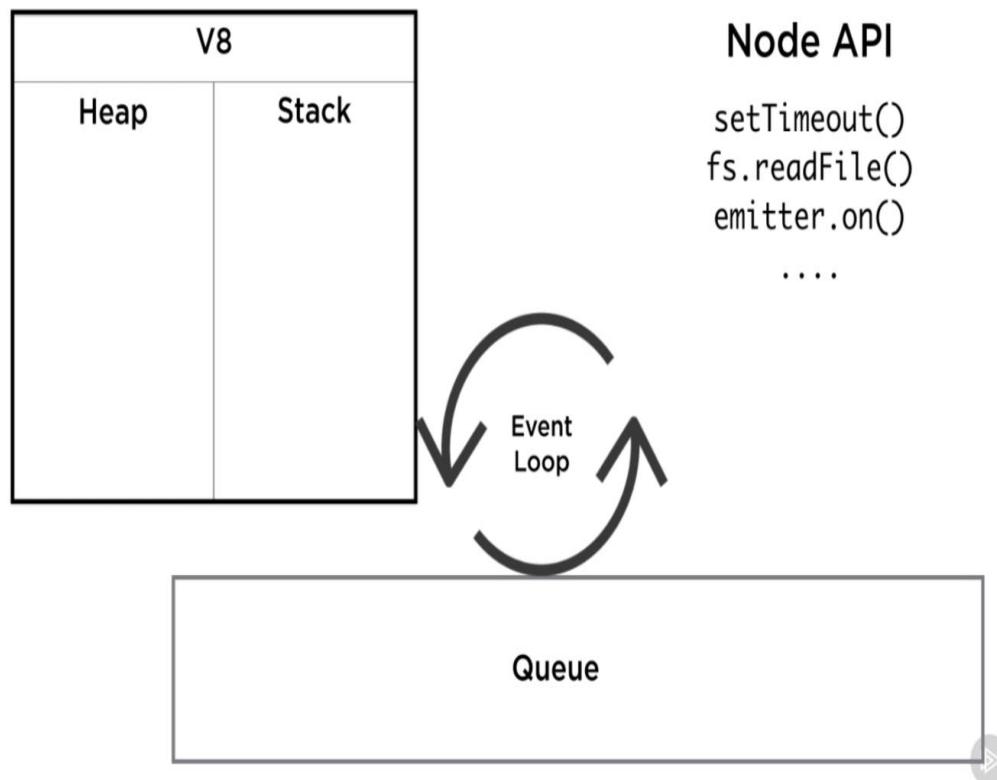 V8
Heap
Stack
Node API
setTimeout()
fs.readFile()
emitter.on()
....
Event
Loop
Queue